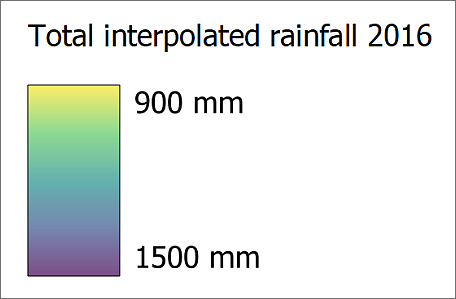 Total interpolated rainfall 2016
900 mm
1500 mm